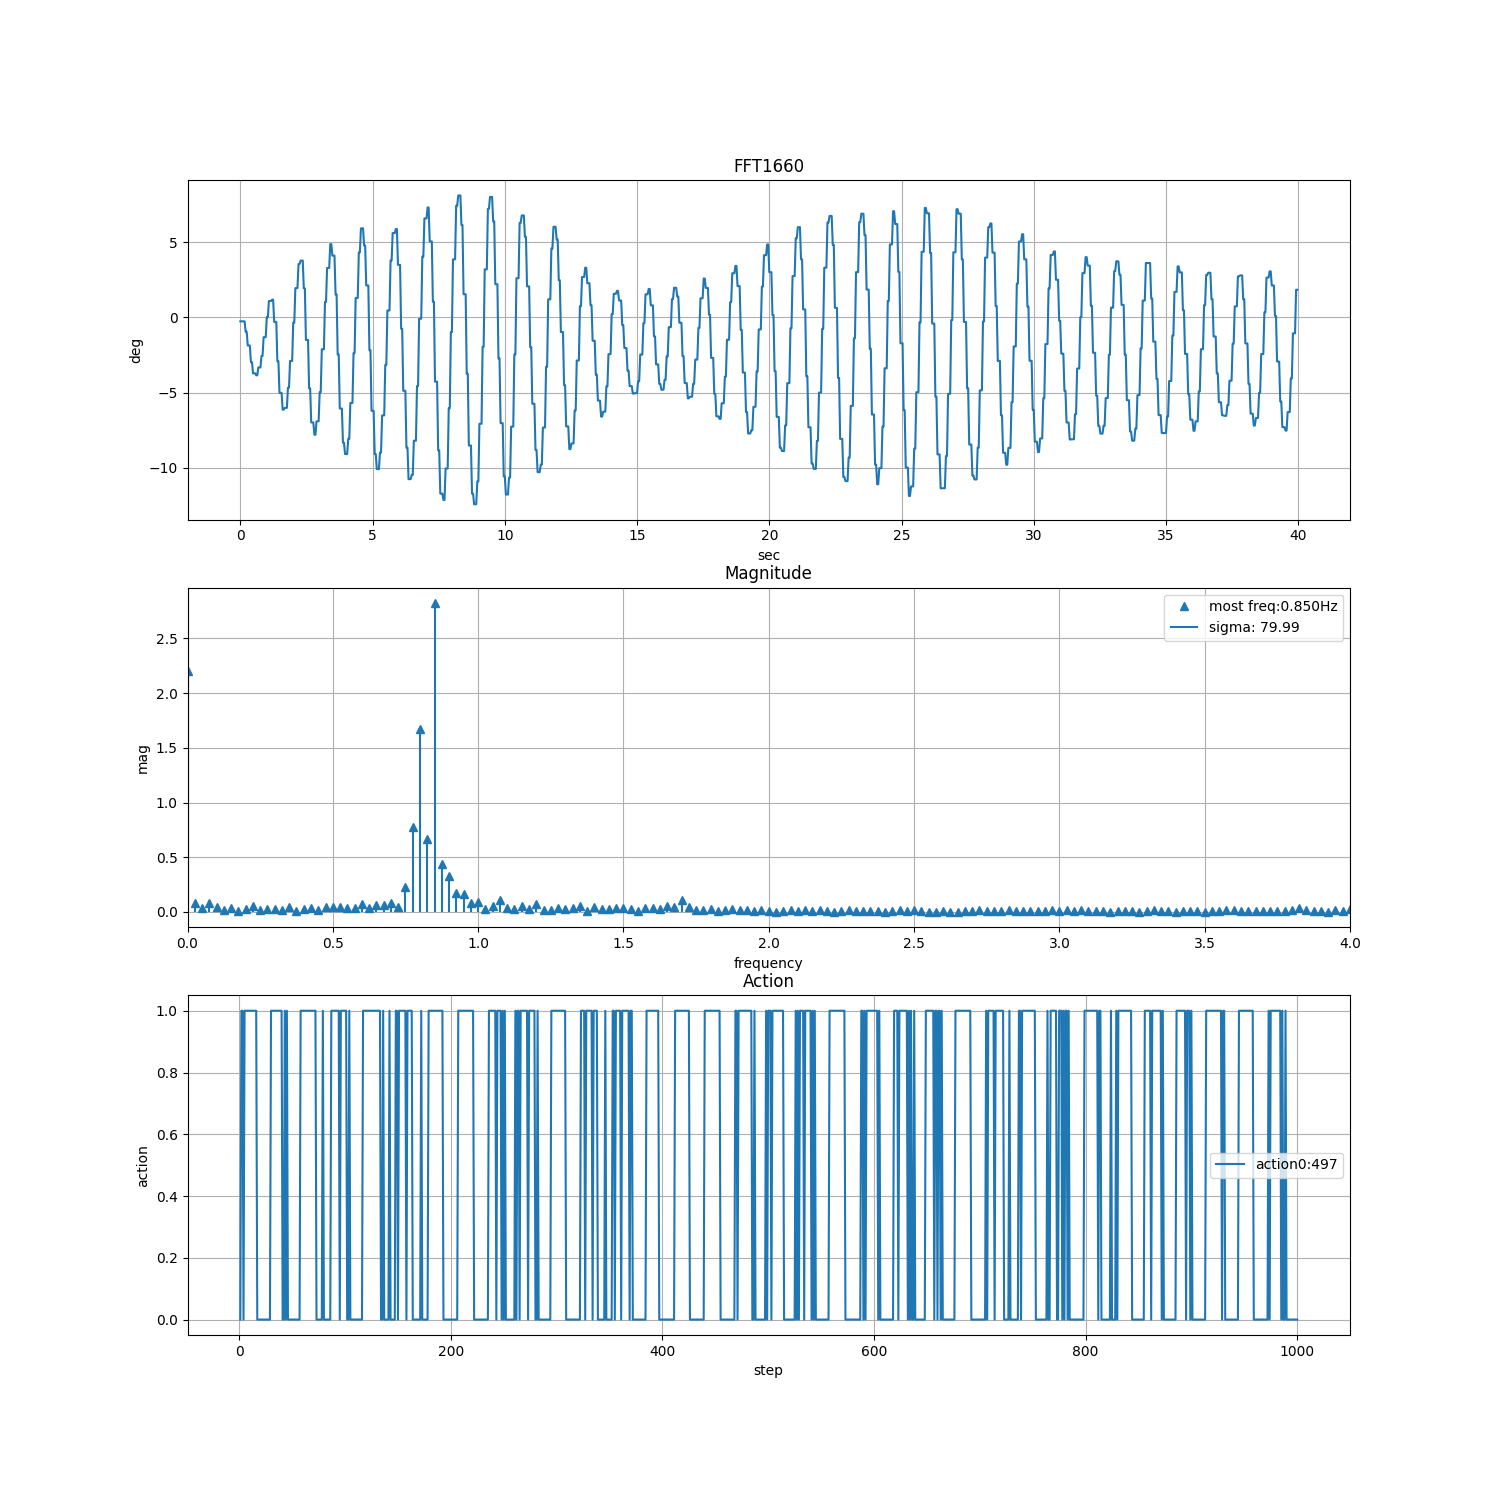 FFT1660
5
0
−5
−10
deg
0 5 10 15 20 25 30 35 40
sec
Magnitude
most freq:0.850Hz
sigma: 79.99
2.5
2.0
1.5
1.0
0.5
0.0
mag
0.0 0.5 1.0 1.5 2.0 2.5 3.0 3.5 4.0
frequency
Action
1.0
0.8
0.6
0.4
0.2
0.0
action
action0:497
0 200 400 600 800 1000
step